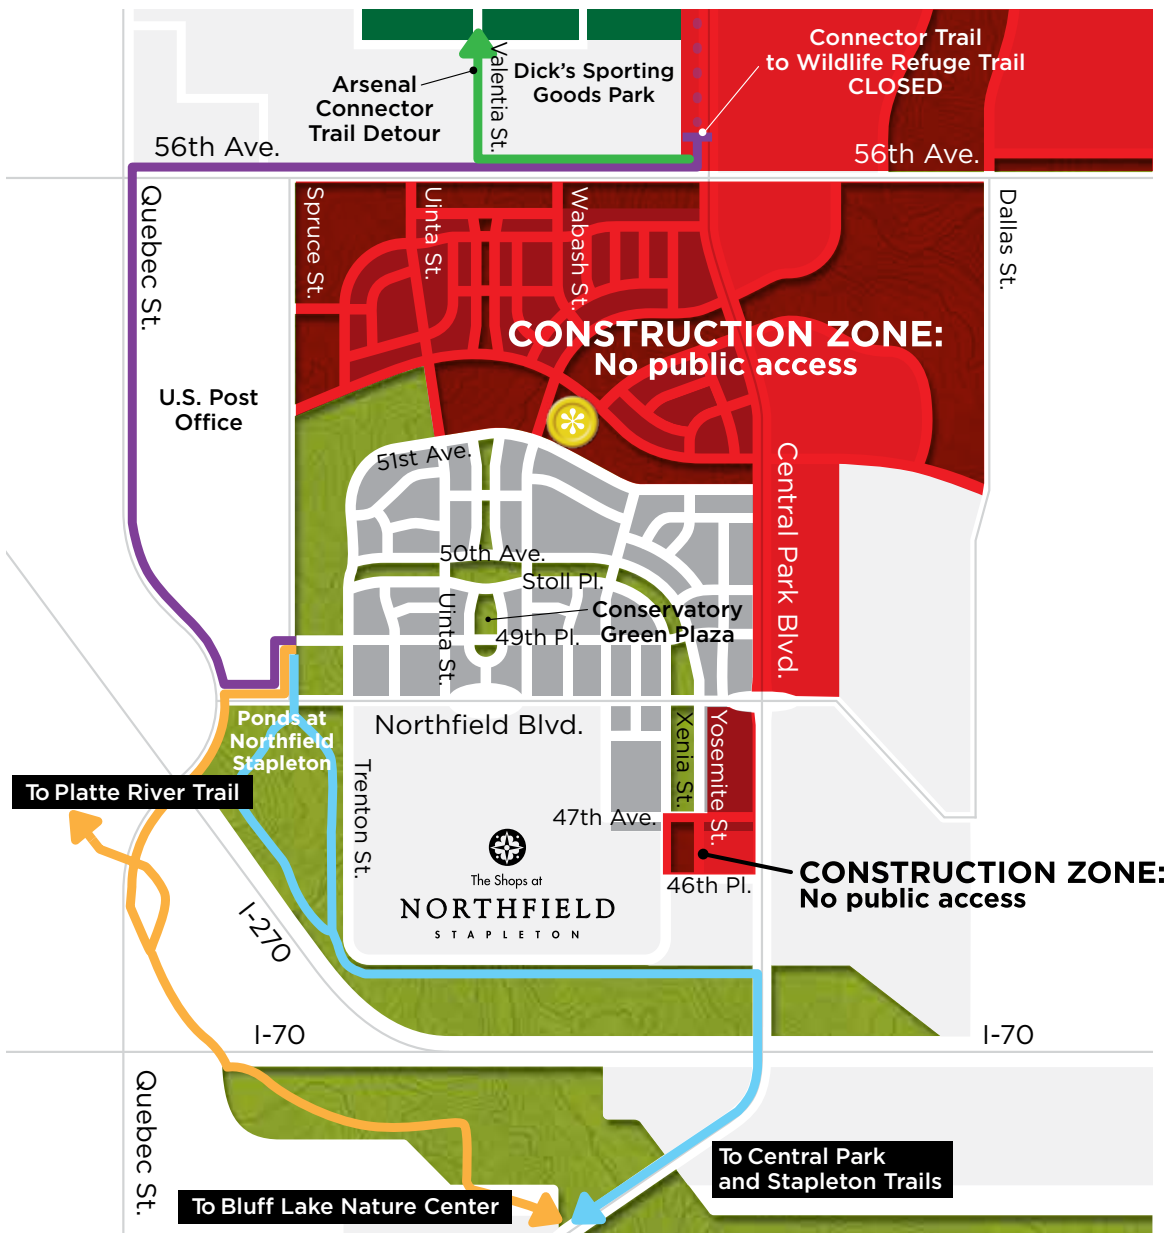 Connector Trail
to Wildlife Refuge Trail
CLOSED
Valentia St.
Dick's Sporting
Goods Park
Arsenal
Connector
Trail Detour
56th Ave.
56th Ave.
Quebec St.
Spruce St.
Uinta St.
Wabash St.
Dallas St.
CONSTRUCTION ZONE:
No public access
U.S. Post
Office
51st Ave.
Central Park Blvd.
50th Ave.
Stoll Pl.
Uinta St.
Conservatory
Green Plaza
49th Pl.
Ponds at
Northfield
Stapleton
Northfield Blvd.
Xenia St.
Yosemite St.
To Platte River Trail
Trenton St.
47th Ave.
The Shops at
NORTHFIELD
STAPLETON
46th Pl.
CONSTRUCTION ZONE:
No public access
I-270
I-70
I-70
Quebec St.
To Central Park
and Stapleton Trails
To Bluff Lake Nature Center